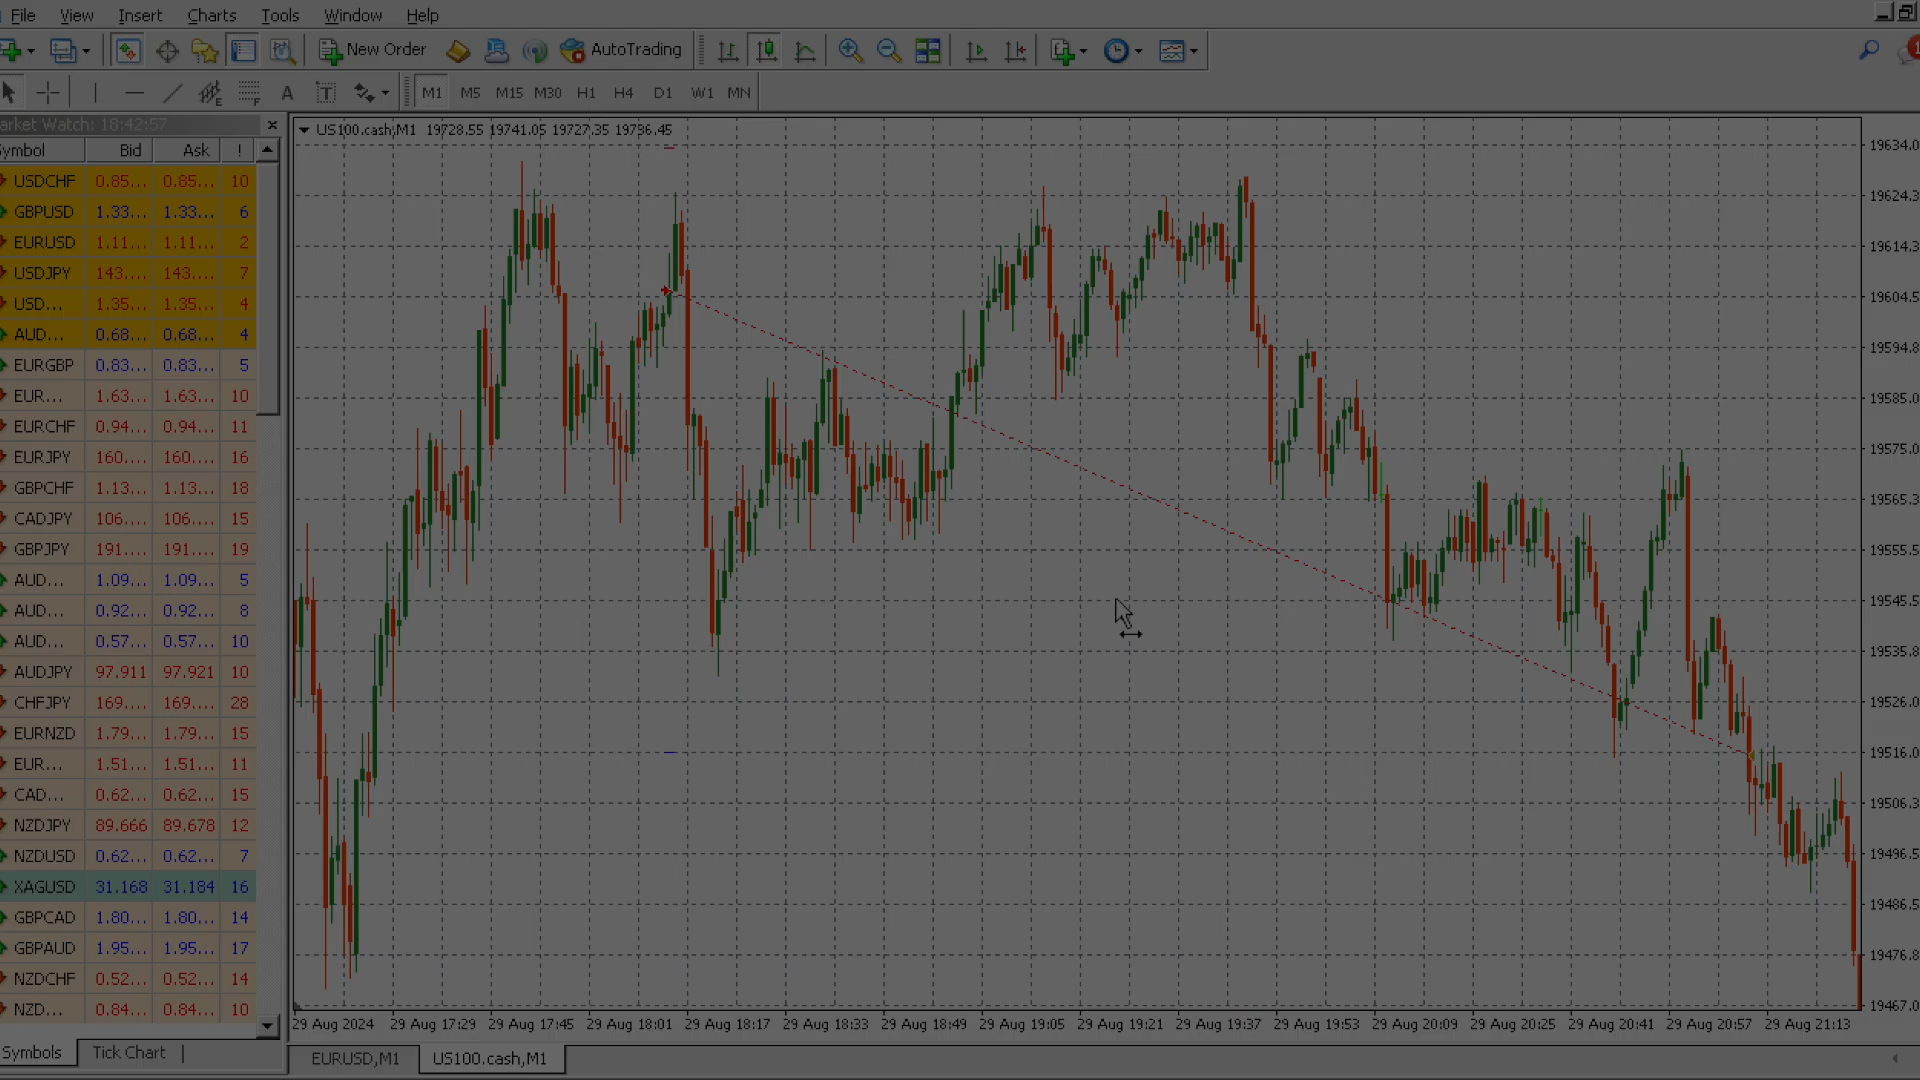 File View Insert Charts Tools Window Help
New Order AutoTrading 1
A T M1 M5 M15 M30 H1 H4 D1 W1 MN
arket Watch: 18:42:57
ymbol Bid Ask !
USDCHF 0.85... 0.85... 10
GBPUSD 1.33... 1.33... 6
EURUSD 1.11... 1.11... 2
USDJPY 143.... 143.... 7
USD... 1.35... 1.35... 4
AUD... 0.68... 0.68... 4
EURGBP 0.83... 0.83... 5
EUR... 1.63... 1.63... 10
EURCHF 0.94... 0.94... 11
EURJPY 160.... 160.... 16
GBPCHF 1.13... 1.13... 18
CADJPY 106.... 106.... 15
GBPJPY 191.... 191.... 19
AUD... 1.09... 1.09... 5
AUD... 0.92... 0.92... 8
AUD... 0.57... 0.57... 10
AUDJPY 97.911 97.921 10
CHFJPY 169.... 169.... 28
EURNZD 1.79... 1.79... 15
EUR... 1.51... 1.51... 11
CAD... 0.62... 0.62... 15
NZDJPY 89.666 89.678 12
NZDUSD 0.62... 0.62... 7
XAGUSD 31.168 31.184 16
GBPCAD 1.80... 1.80... 14
GBPAUD 1.95... 1.95... 17
NZDCHF 0.52... 0.52... 14
NZD... 0.84... 0.84... 10
Symbols Tick Chart
US100.cash,M1 19728.55 19741.05 19727.35 19736.45
19634.0
19624.3
19614.3
19604.5
19594.8
19585.0
19575.0
19565.3
19555.5
19545.5
19535.8
19526.0
19516.0
19506.3
19496.5
19486.5
19476.8
19467.0
29 Aug 2024 29 Aug 17:29 29 Aug 17:45 29 Aug 18:01 29 Aug 18:17 29 Aug 18:33 29 Aug 18:49 29 Aug 19:05 29 Aug 19:21 29 Aug 19:37 29 Aug 19:53 29 Aug 20:09 29 Aug 20:25 29 Aug 20:41 29 Aug 20:57 29 Aug 21:13
EURUSD,M1 US100.cash,M1